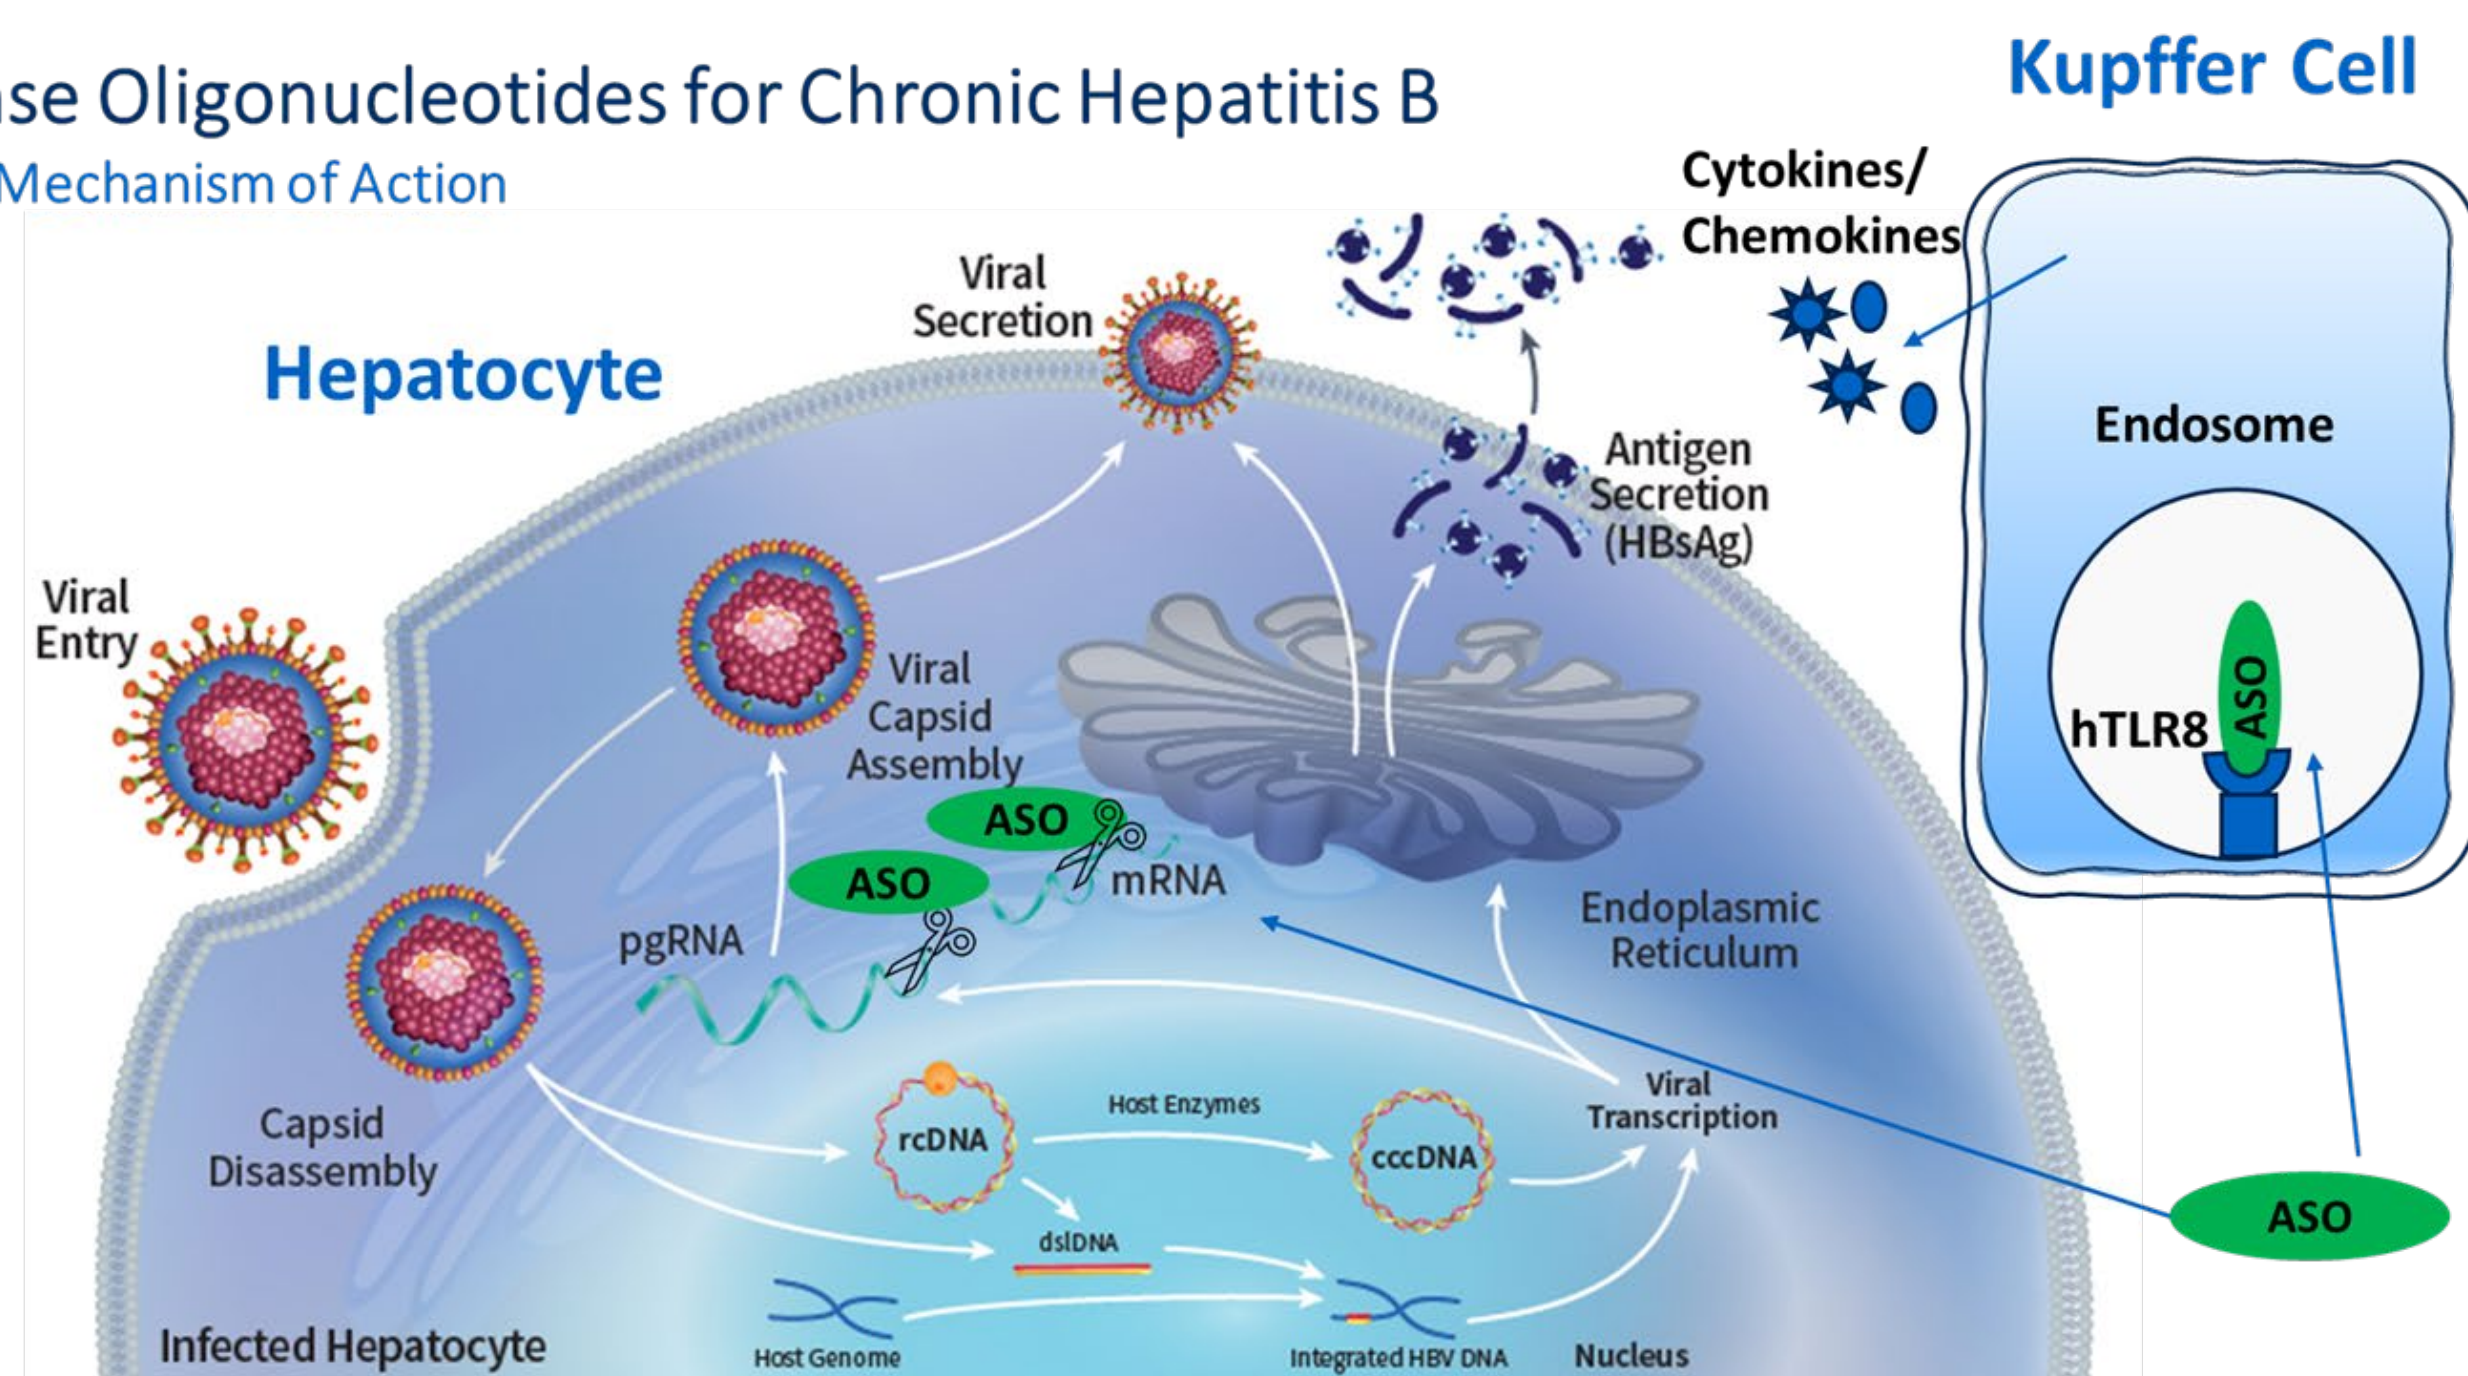 se Oligonucleotides for Chronic Hepatitis B
Mechanism of Action
Kupffer Cell
Cytokines/
Chemokines
Viral
Secretion
Hepatocyte
Endosome
Antigen
Secretion
(HBsAg)
Viral
Entry
Viral
Capsid
Assembly
hTLR8
ASO
ASO
ASO
mRNA
pgRNA
Endoplasmic
Reticulum
Capsid
Disassembly
rcDNA
Host Enzymes
cccDNA
Viral
Transcription
ASO
dslDNA
Infected Hepatocyte
Host Genome
Integrated HBV DNA
Nucleus